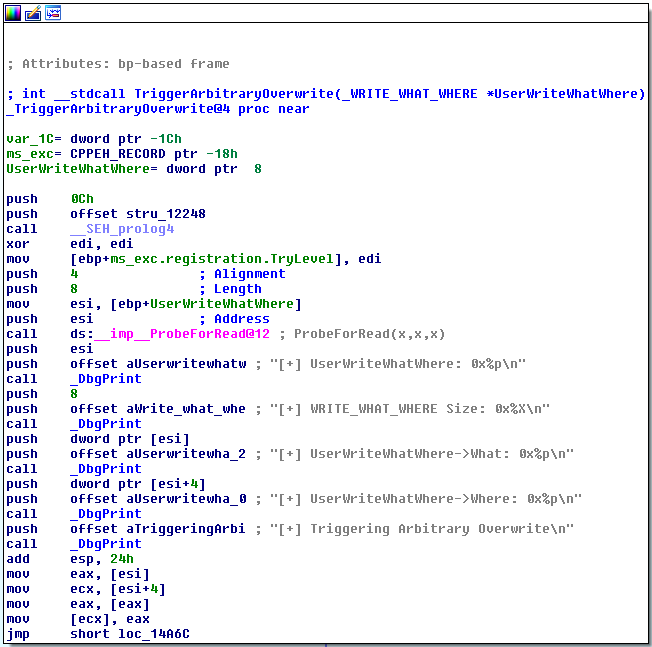 ; Attributes: bp-based frame
; int __stdcall TriggerArbitraryOverwrite(_WRITE_WHAT_WHERE *UserWriteWhatWhere)
_TriggerArbitraryOverwrite@4 proc near
var_1C= dword ptr -1Ch
ms_exc= CPPEH_RECORD ptr -18h
UserWriteWhatWhere= dword ptr  8
push    0Ch
push    offset stru_12248
call    __SEH_prolog4
xor     edi, edi
mov     [ebp+ms_exc.registration.TryLevel], edi
push    4               ; Alignment
push    8               ; Length
mov     esi, [ebp+UserWriteWhatWhere]
push    esi             ; Address
call    ds:__imp__ProbeForRead@12 ; ProbeForRead(x,x,x)
push    esi
push    offset aUserwritewhatw ; "[+] UserWriteWhatWhere: 0x%p\n"
call    _DbgPrint
push    8
push    offset aWrite_what_whe ; "[+] WRITE_WHAT_WHERE Size: 0x%X\n"
call    _DbgPrint
push    dword ptr [esi]
push    offset aUserwritewha_2 ; "[+] UserWriteWhatWhere->What: 0x%p\n"
call    _DbgPrint
push    dword ptr [esi+4]
push    offset aUserwritewha_0 ; "[+] UserWriteWhatWhere->Where: 0x%p\n"
call    _DbgPrint
push    offset aTriggeringArbi ; "[+] Triggering Arbitrary Overwrite\n"
call    _DbgPrint
add     esp, 24h
mov     eax, [esi]
mov     ecx, [esi+4]
mov     eax, [eax]
mov     [ecx], eax
jmp     short loc_14A6C